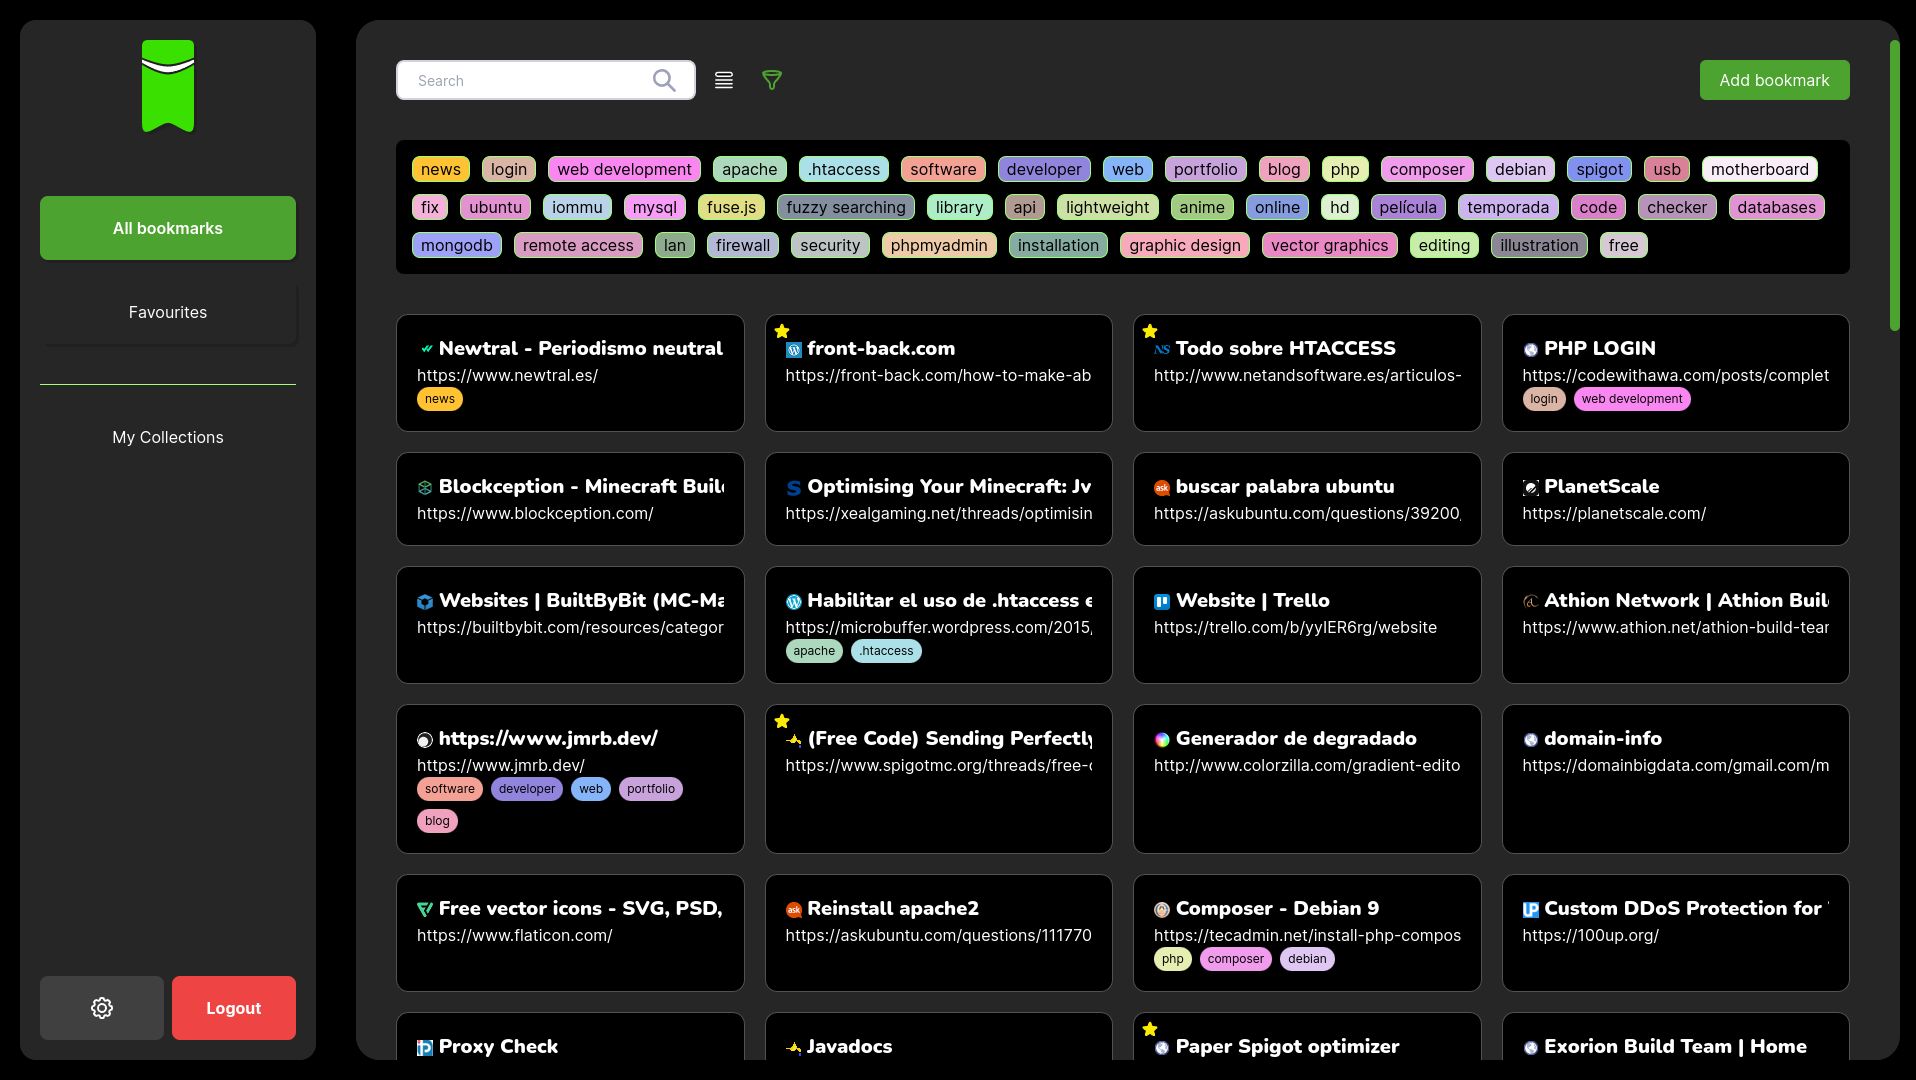 Search
Add bookmark
All bookmarks
Favourites
My Collections
Logout
news login web development apache .htaccess software developer web portfolio blog php composer debian spigot usb motherboard
fix ubuntu iommu mysql fuse.js fuzzy searching library api lightweight anime online hd película temporada code checker databases
mongodb remote access lan firewall security phpmyadmin installation graphic design vector graphics editing illustration free
Newtral - Periodismo neutral
https://www.newtral.es/
news
front-back.com
https://front-back.com/how-to-make-ab
Todo sobre HTACCESS
http://www.netandsoftware.es/articulos-
PHP LOGIN
https://codewithawa.com/posts/complet
login web development
Blockception - Minecraft Buil
https://www.blockception.com/
Optimising Your Minecraft: Jv
https://xealgaming.net/threads/optimisin
buscar palabra ubuntu
https://askubuntu.com/questions/39200
PlanetScale
https://planetscale.com/
Websites | BuiltByBit (MC-Ma
https://builtbybit.com/resources/categor
Habilitar el uso de .htaccess e
https://microbuffer.wordpress.com/2015
apache .htaccess
Website | Trello
https://trello.com/b/yyIER6rg/website
Athion Network | Athion Buil
https://www.athion.net/athion-build-tear
https://www.jmrb.dev/
https://www.jmrb.dev/
software developer web portfolio
blog
(Free Code) Sending Perfectly
https://www.spigotmc.org/threads/free-c
Generador de degradado
http://www.colorzilla.com/gradient-edito
domain-info
https://domainbigdata.com/gmail.com/m
Free vector icons - SVG, PSD,
https://www.flaticon.com/
Reinstall apache2
https://askubuntu.com/questions/111770
Composer - Debian 9
https://tecadmin.net/install-php-compos
php composer debian
Custom DDoS Protection for
https://100up.org/
Proxy Check
Javadocs
Paper Spigot optimizer
Exorion Build Team | Home